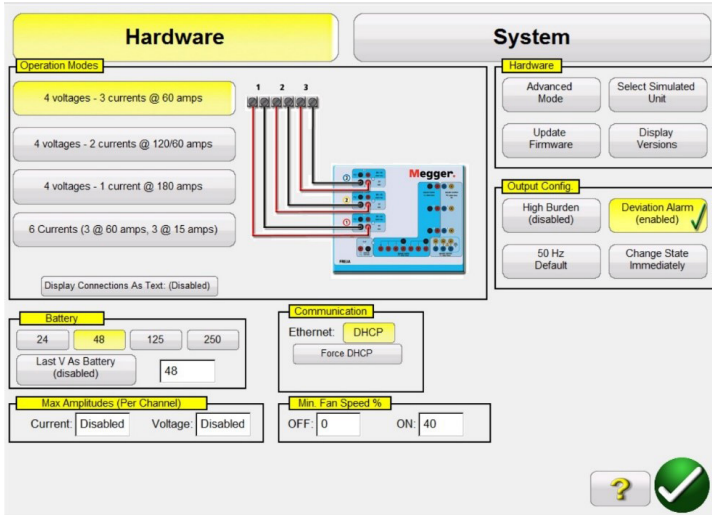 Hardware
System
Operation Modes
4 voltages - 3 currents @ 60 amps
4 voltages - 2 currents @ 120/60 amps
4 voltages - 1 current @ 180 amps
6 Currents (3 @ 60 amps, 3 @ 15 amps)
Display Connections As Text: (Disabled)
1 2 3
Megger.
3
2
1
Hardware
Advanced
Mode
Select Simulated
Unit
Update
Firmware
Display
Versions
Output Config.
High Burden
(disabled)
Deviation Alarm
(enabled)
50 Hz
Default
Change State
Immediately
Battery
24 48 125 250
Last V As Battery
(disabled)
48
Communication
Ethernet: DHCP
Force DHCP
Max Amplitudes (Per Channel)
Current: Disabled Voltage: Disabled
Min. Fan Speed %
OFF: 0 ON: 40
?